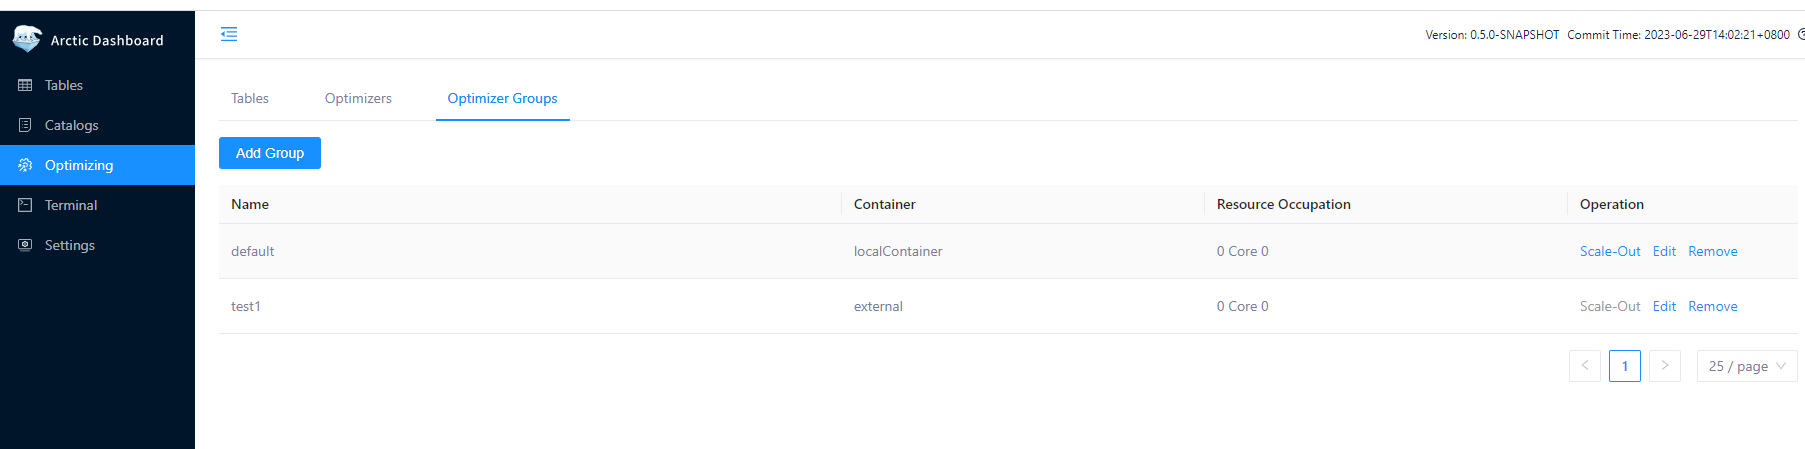 Arctic Dashboard
Version: 0.5.0-SNAPSHOT Commit Time: 2023-06-29T14:02:21+0800
Tables
Catalogs
Optimizing
Terminal
Settings
Tables Optimizers Optimizer Groups
Add Group
Name Container Resource Occupation Operation
default localContainer 0 Core 0 Scale-Out Edit Remove
test1 external 0 Core 0 Scale-Out Edit Remove
< 1 > 25 / page